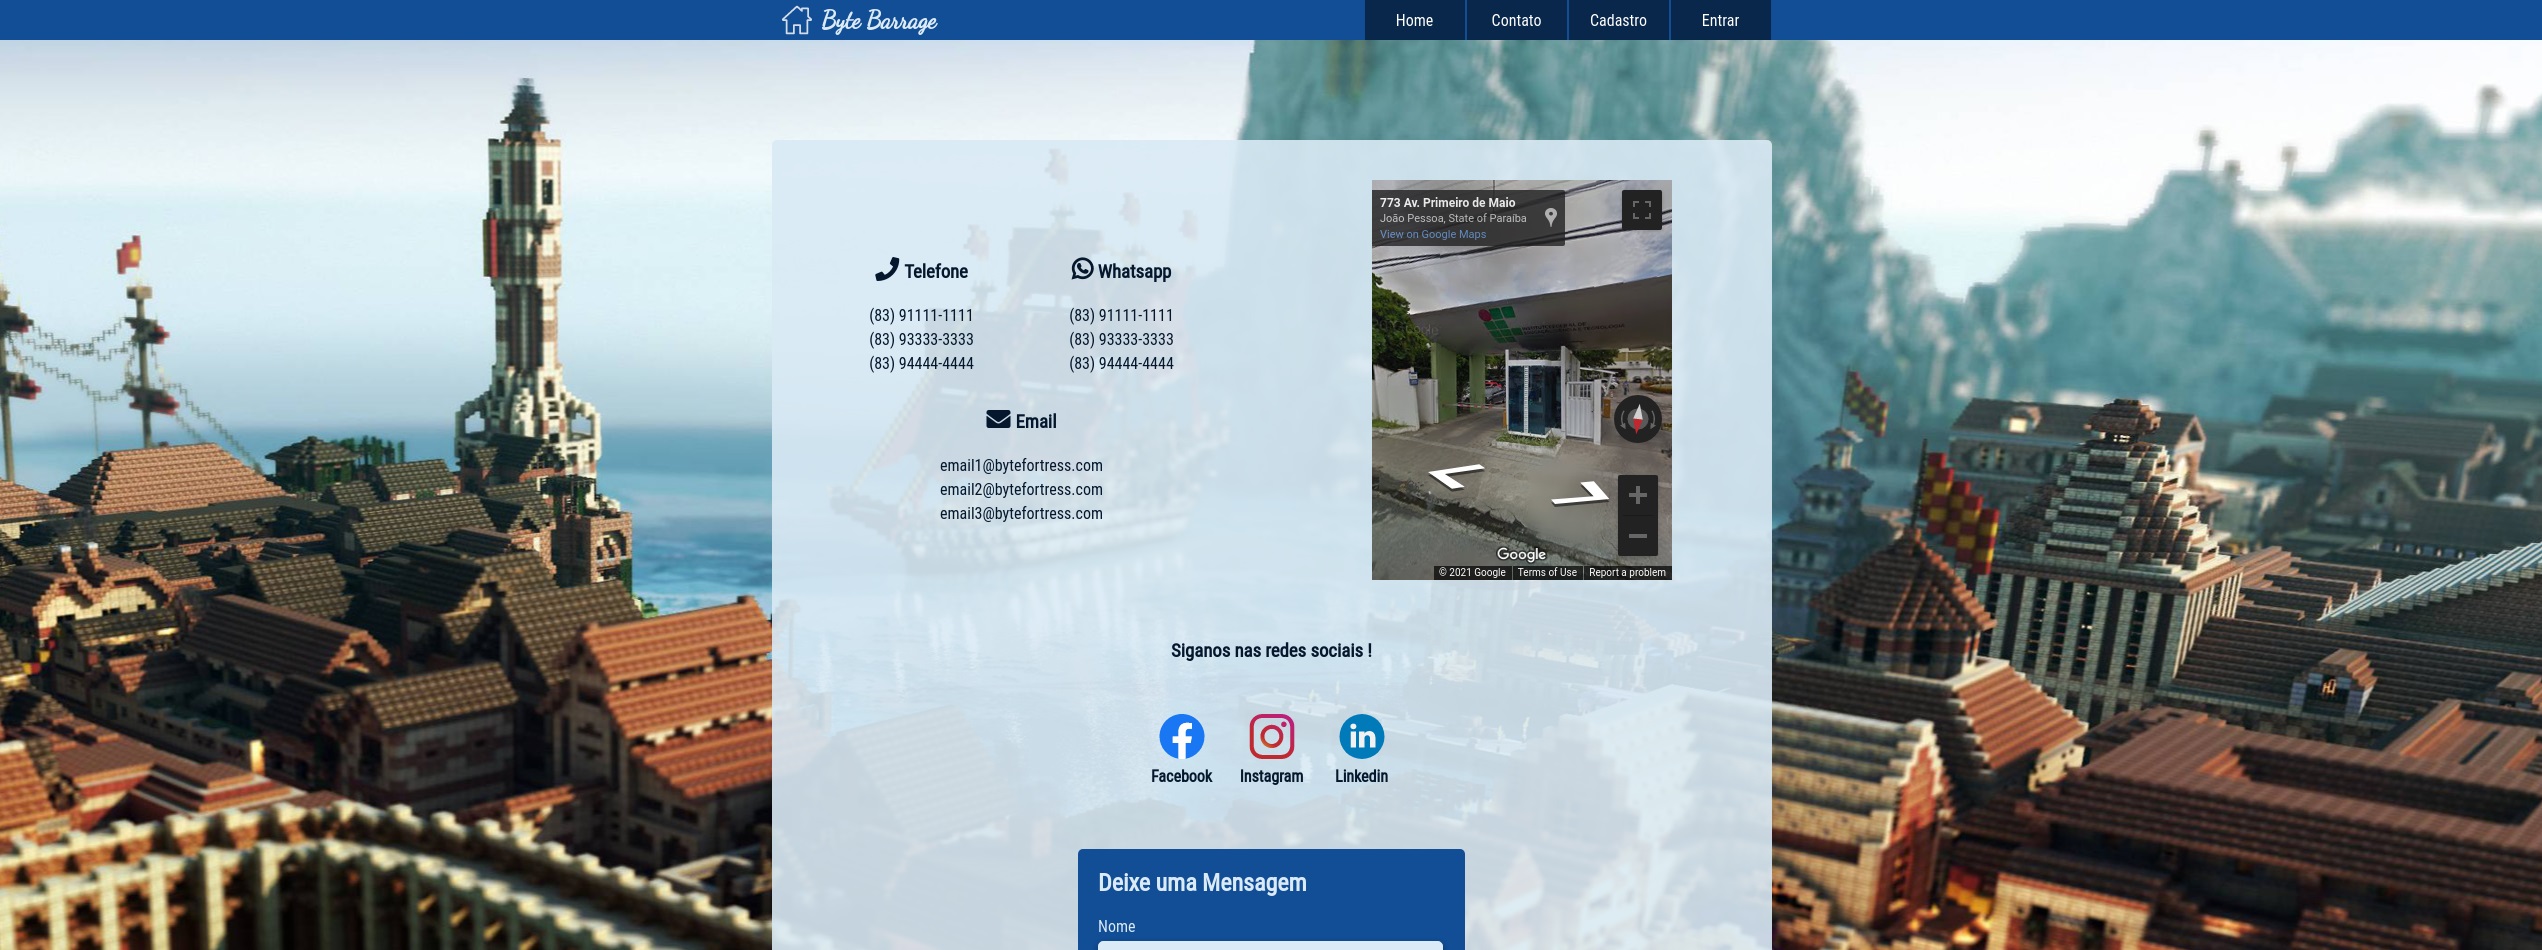 Byte Barrage
Home
Contato
Cadastro
Entrar
Telefone
(83) 91111-1111
(83) 93333-3333
(83) 94444-4444
Whatsapp
(83) 91111-1111
(83) 93333-3333
(83) 94444-4444
Email
email1@bytefortress.com
email2@bytefortress.com
email3@bytefortress.com
773 Av. Primeiro de Maio
João Pessoa, State of Paraíba
View on Google Maps
Google
© 2021 Google
Terms of Use
Report a problem
Siganos nas redes sociais !
Facebook
Instagram
Linkedin
Deixe uma Mensagem
Nome